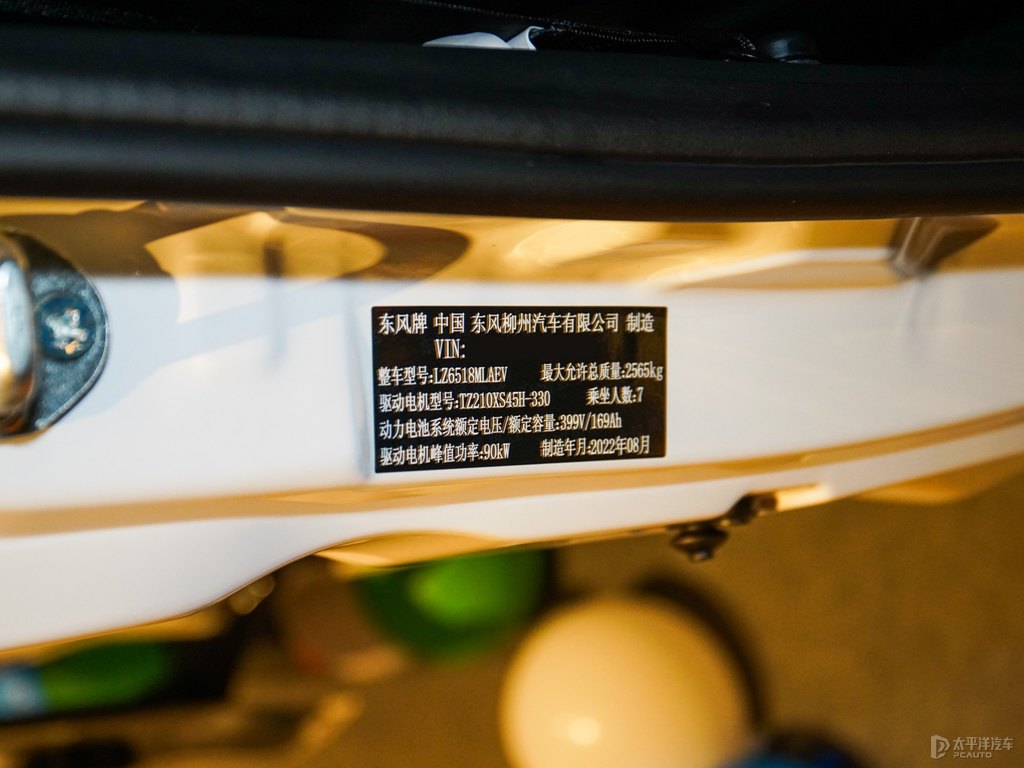 东风牌 中国 东风柳州汽车有限公司 制造
VIN:
整车型号:LZ6518MLAEV 最大允许总质量:2565kg
驱动电机型号:TZ210XS45H-330 乘坐人数:7
动力电池系统额定电压/额定容量:399V/169Ah
驱动电机峰值功率:90kW 制造年月:2022年08月
太平洋汽车
PCAUTO